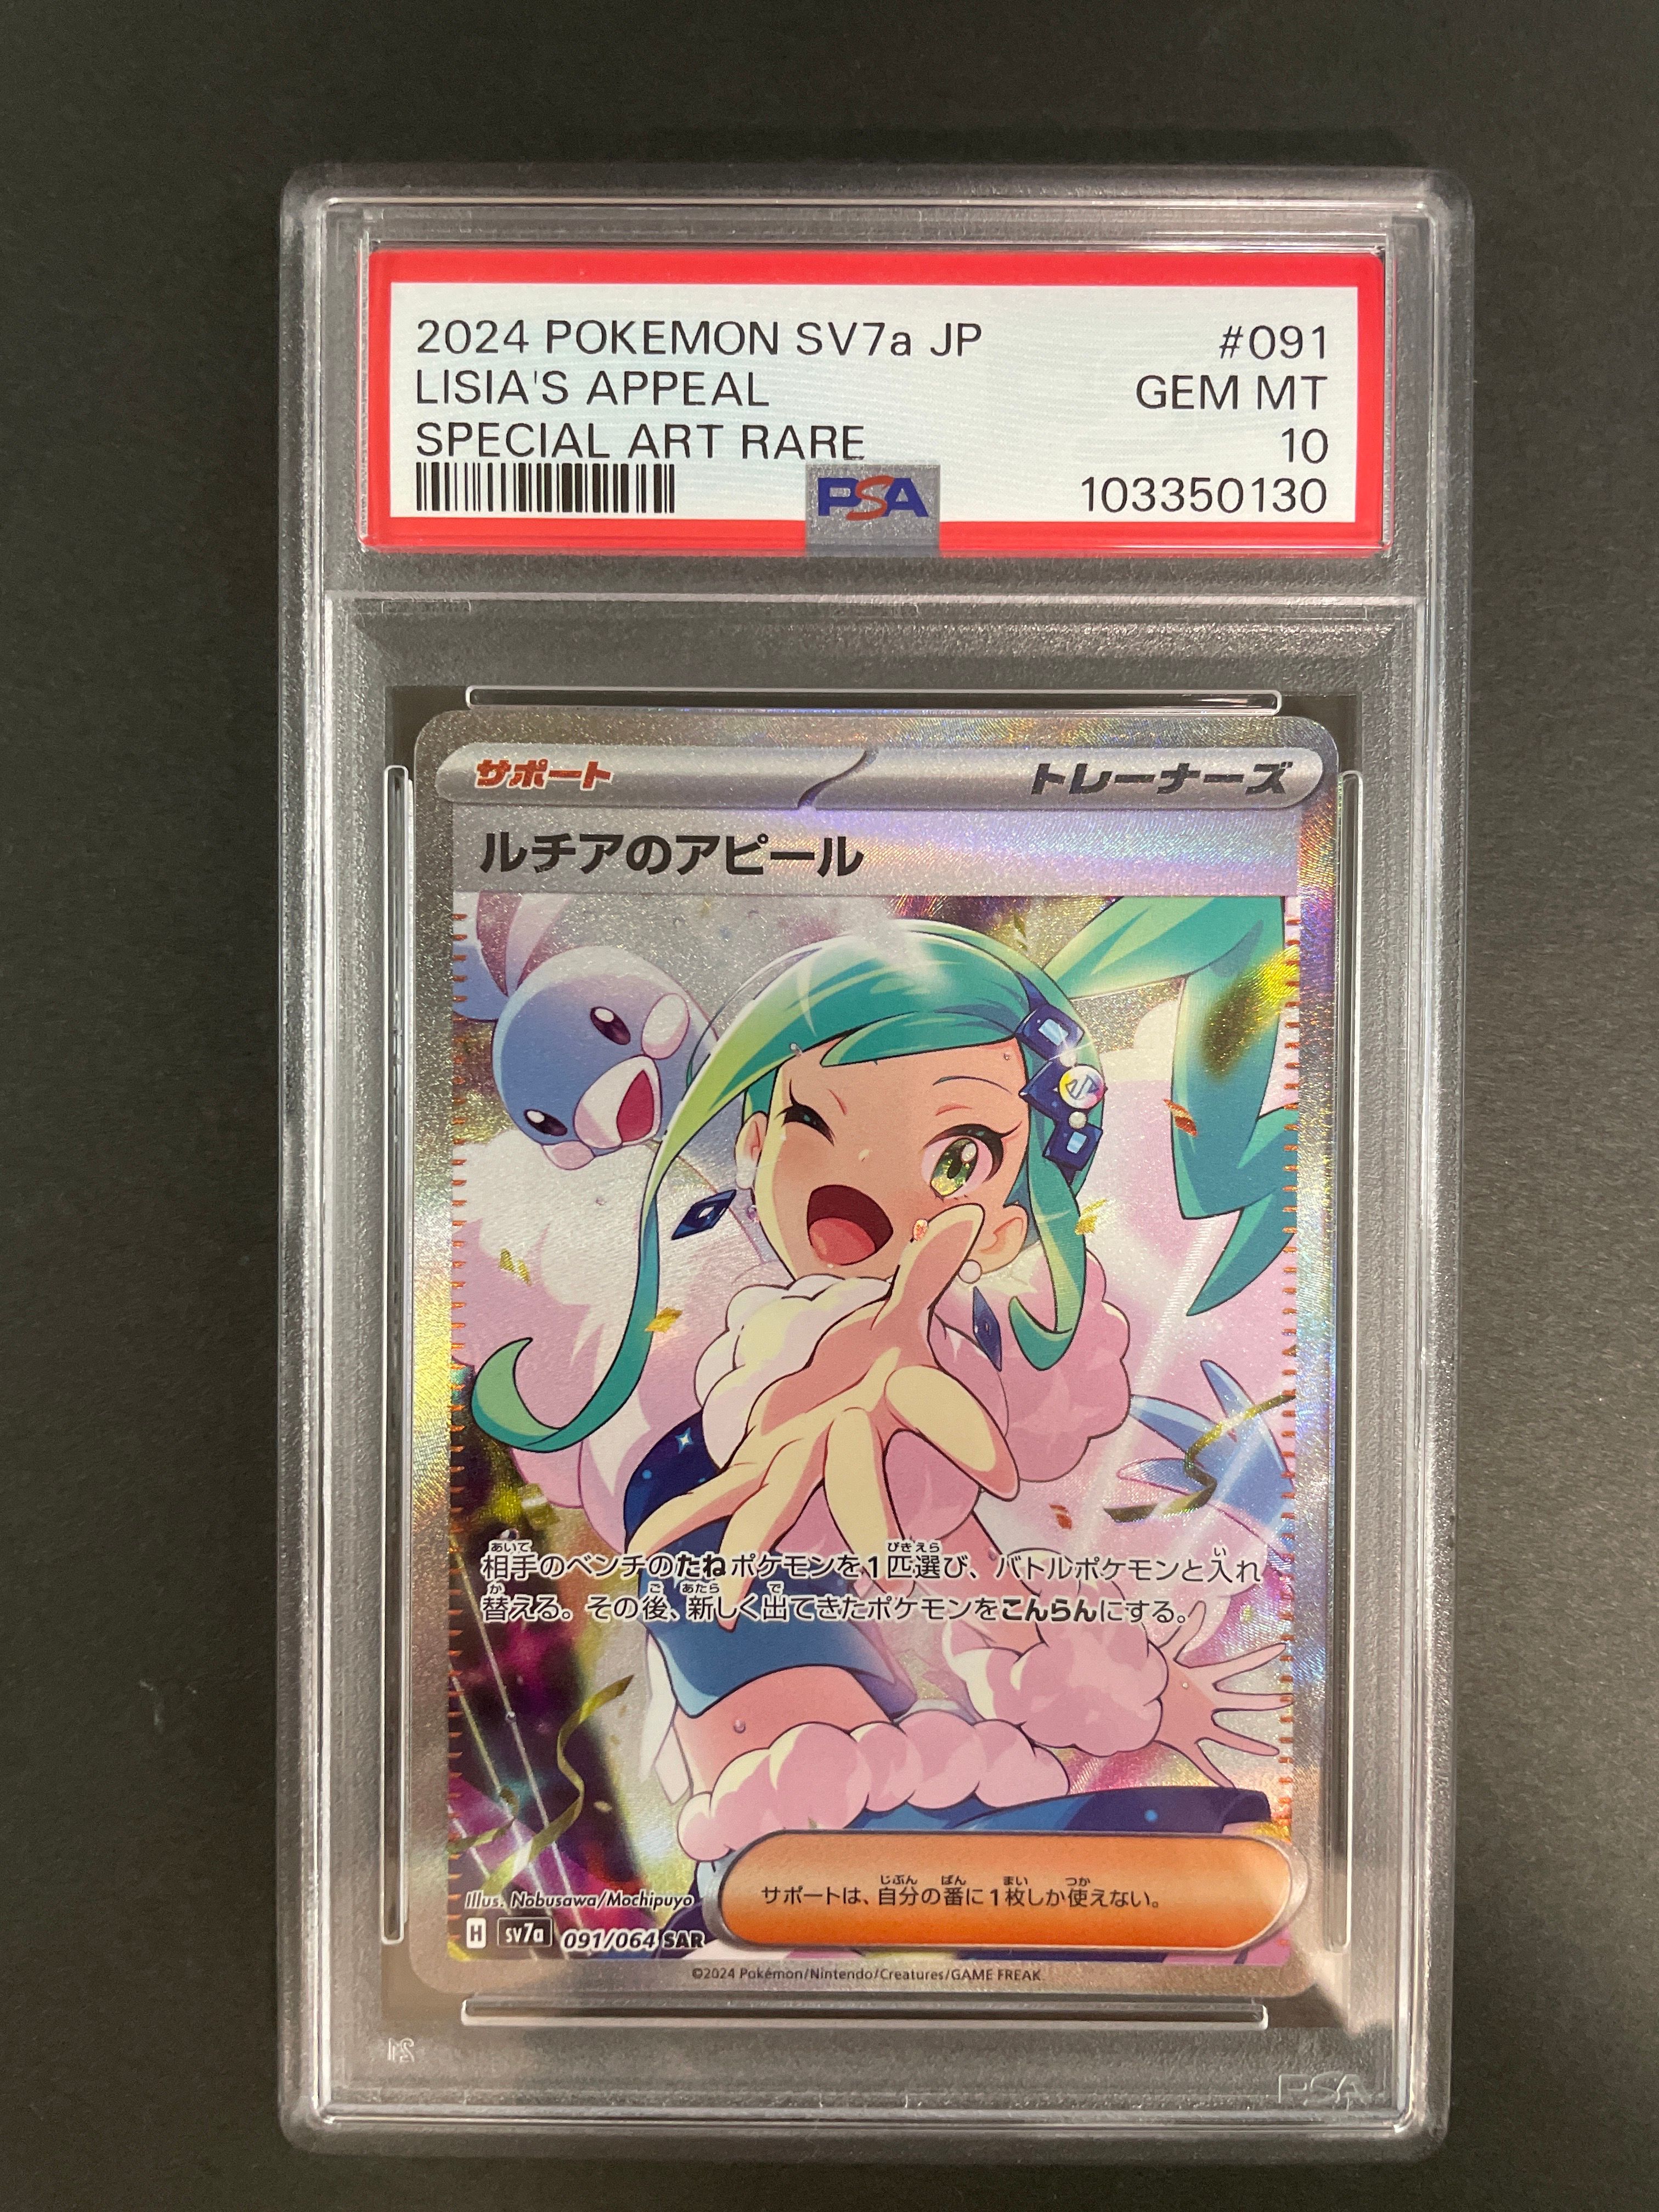 2024 POKEMON SV7a JP #091
LISIA'S APPEAL GEM MT
SPECIAL ART RARE 10
PSA 103350130
サポート トレーナーズ
ルチアのアピール
相手のベンチのたねポケモンを1匹選び、バトルポケモンと入れ
替える。その後、新しく出てきたポケモンをこんらんにする。
サポートは、自分の番に1枚しか使えない。
Illus. Nobusawa/Mochipuyo
H sv7a 091/064 SAR
©2024 Pokémon/Nintendo/Creatures/GAME FREAK
PSA